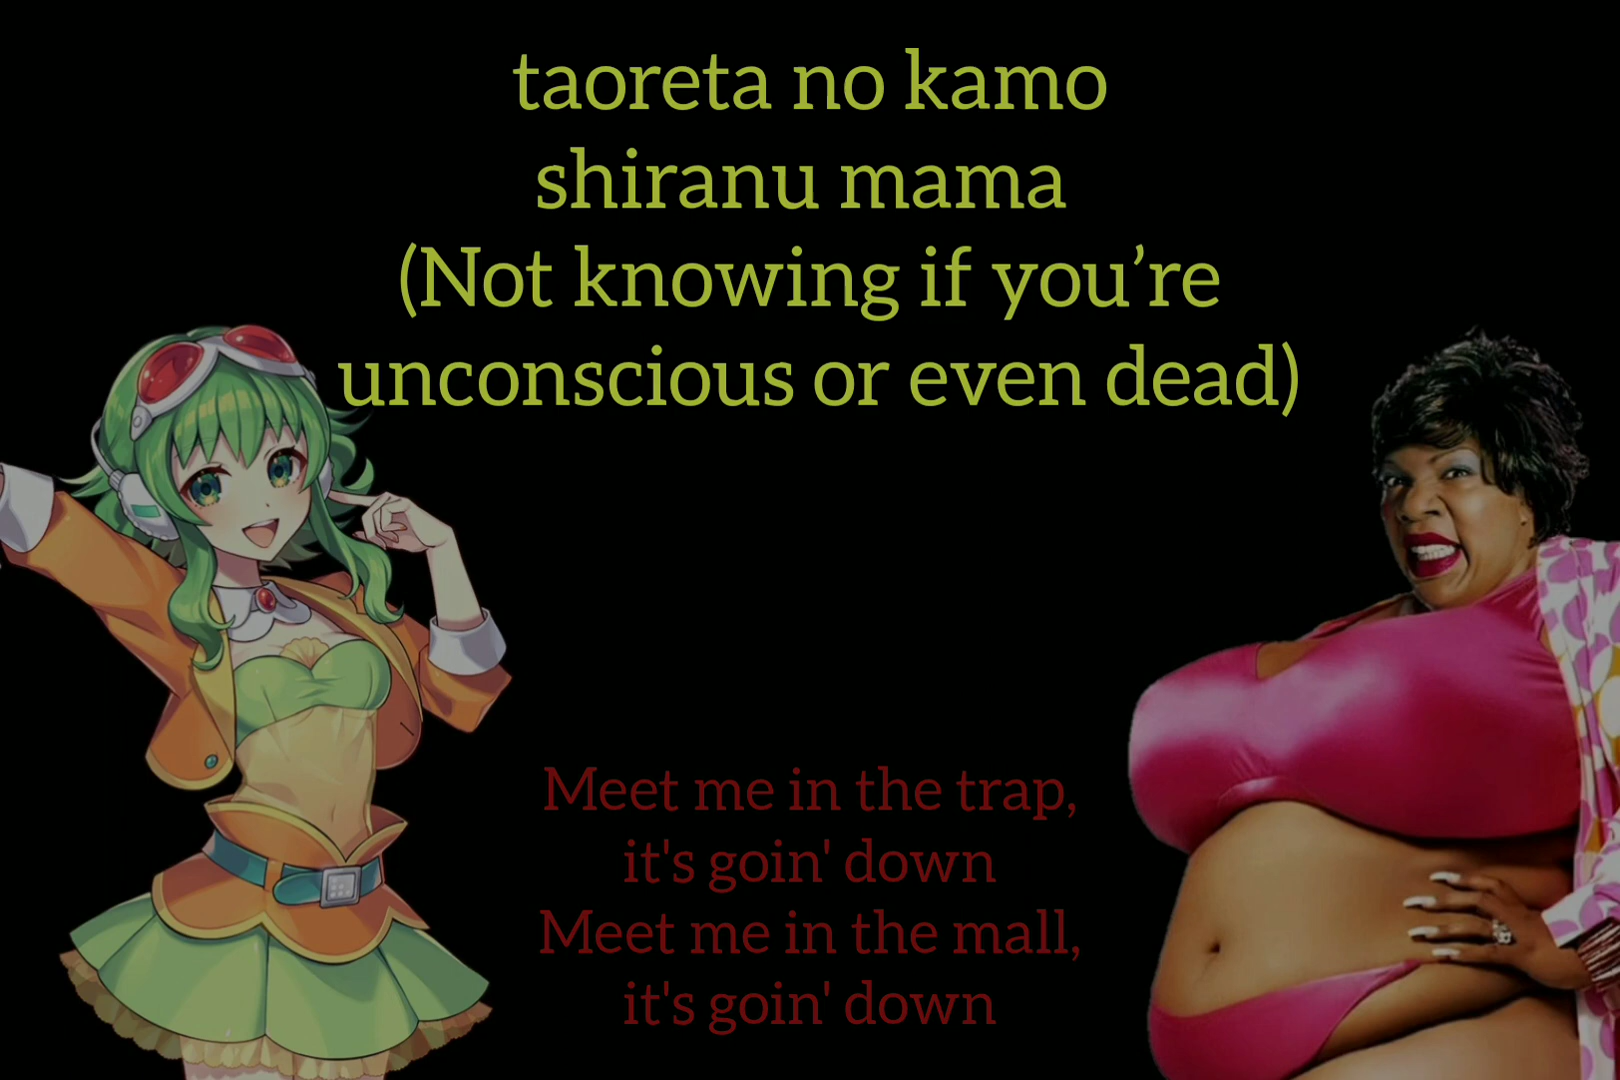 taoreta no kamo
shiranu mama
(Not knowing if you’re
unconscious or even dead)
Meet me in the trap,
it's goin' down
Meet me in the mall,
it's goin' down